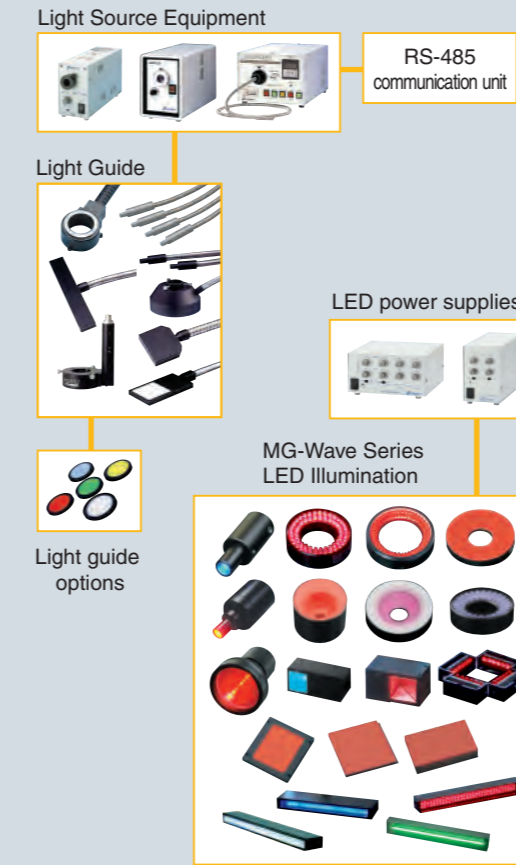 Light Source Equipment
RS-485
communication unit
Light Guide
LED power supplies
MG-Wave Series
LED Illumination
Light guide
options